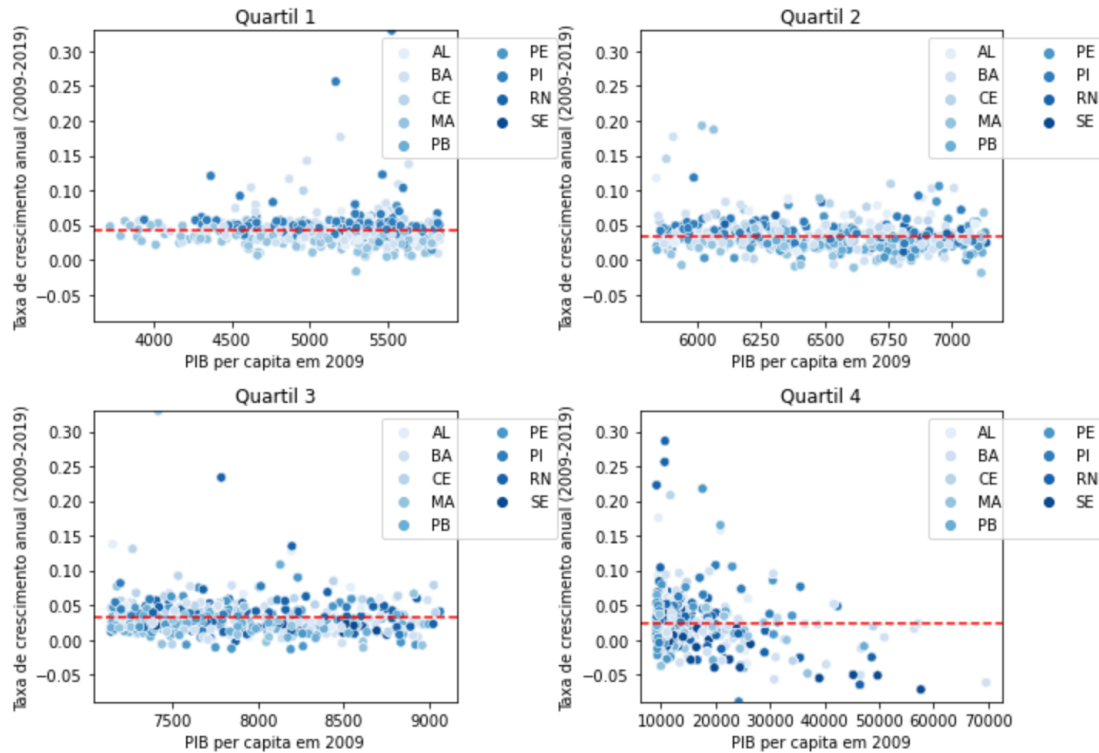 Quartil 1
Taxa de crescimento anual (2009-2019)
0.30
0.25
0.20
0.15
0.10
0.05
0.00
−0.05
AL
BA
CE
MA
PB
PE
PI
RN
SE
4000 4500 5000 5500
PIB per capita em 2009
Quartil 2
Taxa de crescimento anual (2009-2019)
0.30
0.25
0.20
0.15
0.10
0.05
0.00
−0.05
AL
BA
CE
MA
PB
PE
PI
RN
SE
6000 6250 6500 6750 7000
PIB per capita em 2009
Quartil 3
Taxa de crescimento anual (2009-2019)
0.30
0.25
0.20
0.15
0.10
0.05
0.00
−0.05
AL
BA
CE
MA
PB
PE
PI
RN
SE
7500 8000 8500 9000
PIB per capita em 2009
Quartil 4
Taxa de crescimento anual (2009-2019)
0.30
0.25
0.20
0.15
0.10
0.05
0.00
−0.05
AL
BA
CE
MA
PB
PE
PI
RN
SE
10000 20000 30000 40000 50000 60000 70000
PIB per capita em 2009